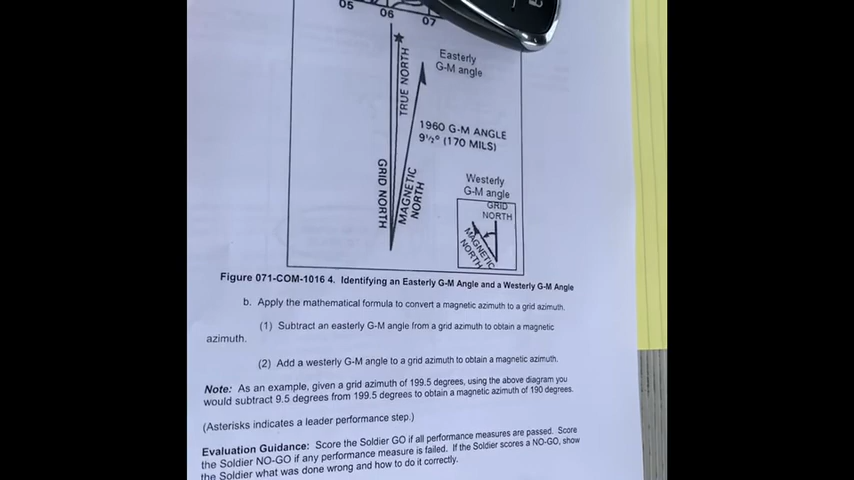 05 06 07
Easterly
G-M angle
TRUE NORTH
1960 G-M ANGLE
9½° (170 MILS)
GRID NORTH
MAGNETIC
NORTH
Westerly
G-M angle
GRID
NORTH
MAGNETIC
NORTH
Figure 071-COM-1016 4. Identifying an Easterly G-M Angle and a Westerly G-M Angle
b. Apply the mathematical formula to convert a magnetic azimuth to a grid azimuth.
(1) Subtract an easterly G-M angle from a grid azimuth to obtain a magnetic
azimuth.
(2) Add a westerly G-M angle to a grid azimuth to obtain a magnetic azimuth.
Note: As an example, given a grid azimuth of 199.5 degrees, using the above diagram you
would subtract 9.5 degrees from 199.5 degrees to obtain a magnetic azimuth of 190 degrees.
(Asterisks indicates a leader performance step.)
Evaluation Guidance: Score the Soldier GO if all performance measures are passed. Score
the Soldier NO-GO if any performance measure is failed. If the Soldier scores a NO-GO, show
the Soldier what was done wrong and how to do it correctly.